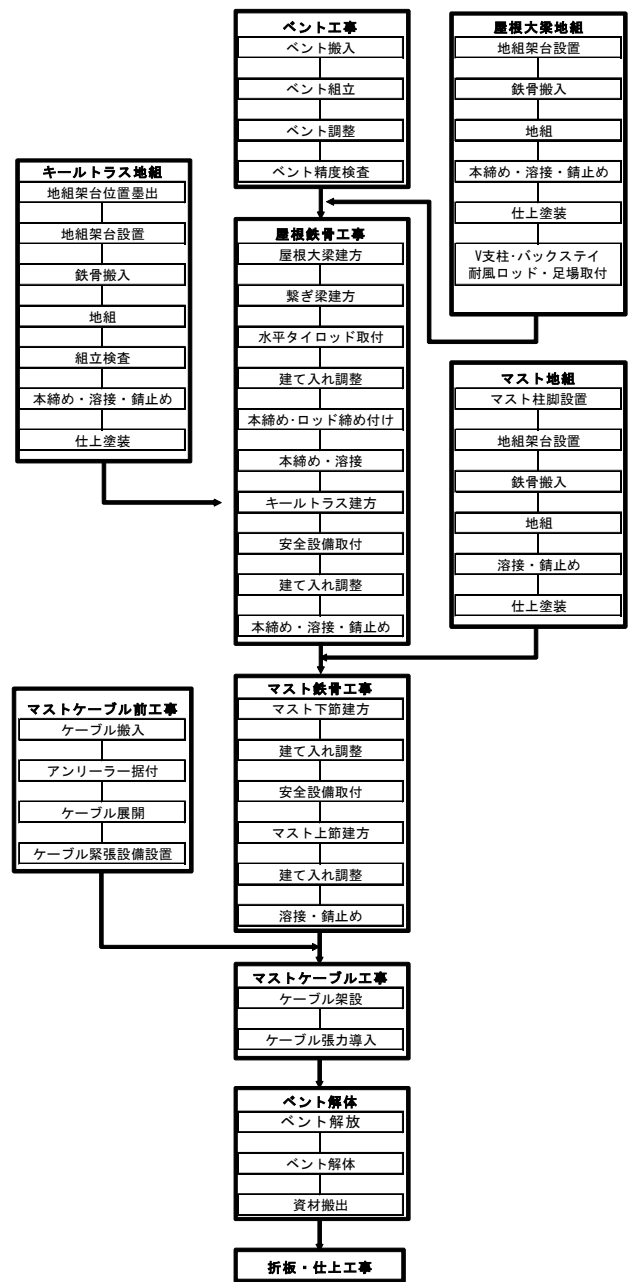 ベント工事
ベント搬入
ベント組立
ベント調整
ベント精度検査
屋根大梁地組
地組架台設置
鉄骨搬入
地組
本締め・溶接・錆止め
仕上塗装
V支柱・バックステイ
耐風ロッド・足場取付
キールトラス地組
地組架台位置墨出
地組架台設置
鉄骨搬入
地組
組立検査
本締め・溶接・錆止め
仕上塗装
屋根鉄骨工事
屋根大梁建方
繋ぎ梁建方
水平タイロッド取付
建て入れ調整
本締め・ロッド締め付け
本締め・溶接
キールトラス建方
安全設備取付
建て入れ調整
本締め・溶接・錆止め
マスト地組
マスト柱脚設置
地組架台設置
鉄骨搬入
地組
溶接・錆止め
仕上塗装
マスト鉄骨工事
マスト下節建方
建て入れ調整
安全設備取付
マスト上節建方
建て入れ調整
溶接・錆止め
マストケーブル前工事
ケーブル搬入
アンリーラー据付
ケーブル展開
ケーブル緊張設備設置
マストケーブル工事
ケーブル架設
ケーブル張力導入
ベント解体
ベント解放
ベント解体
資材搬出
折板・仕上工事